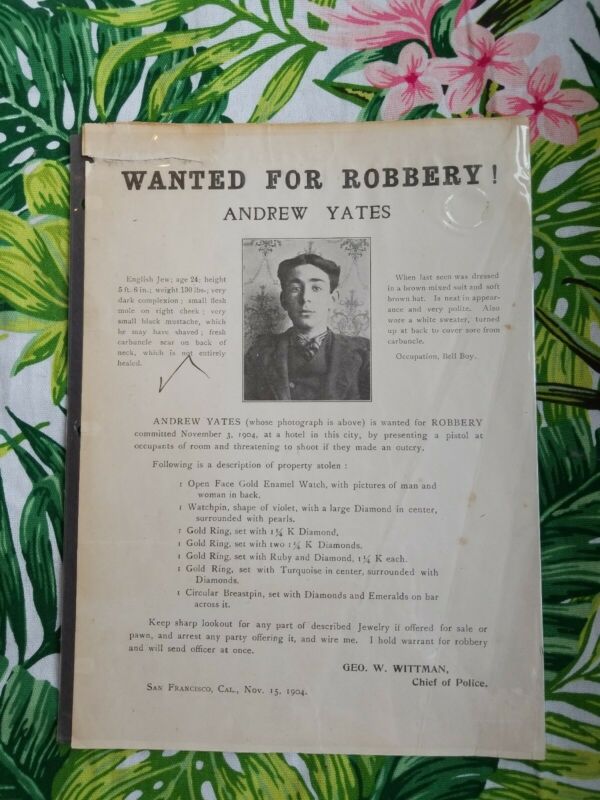 WANTED FOR ROBBERY!
ANDREW YATES
English Jew; age 24; height
5 ft. 6 in.; weight 130 lbs.; very
dark complexion; small flesh
mole on right cheek; very
small black mustache, which
he may have shaved; fresh
carbuncle scar on back of
neck, which is not entirely
healed.
When last seen was dressed
in a brown mixed suit and soft
brown hat. Is neat in appear-
ance and very polite. Also
wore a white sweater, turned
up at back to cover sore from
carbuncle.
Occupation, Bell Boy.
ANDREW YATES (whose photograph is above) is wanted for ROBBERY
committed November 3, 1904, at a hotel in this city, by presenting a pistol at
occupants of room and threatening to shoot if they made an outcry.
Following is a description of property stolen:
1 Open Face Gold Enamel Watch, with pictures of man and
woman in back.
1 Watchpin, shape of violet, with a large Diamond in center,
surrounded with pearls.
1 Gold Ring, set with 1¼ K Diamond,
1 Gold Ring, set with two 1¼ K Diamonds.
1 Gold Ring, set with Ruby and Diamond, 1¼ K each.
1 Gold Ring, set with Turquoise in center, surrounded with
Diamonds.
1 Circular Breastpin, set with Diamonds and Emeralds on bar
across it.
Keep sharp lookout for any part of described Jewelry if offered for sale or
pawn, and arrest any party offering it, and wire me. I hold warrant for robbery
and will send officer at once.
GEO. W. WITTMAN,
Chief of Police.
San Francisco, Cal., Nov. 15, 1904.